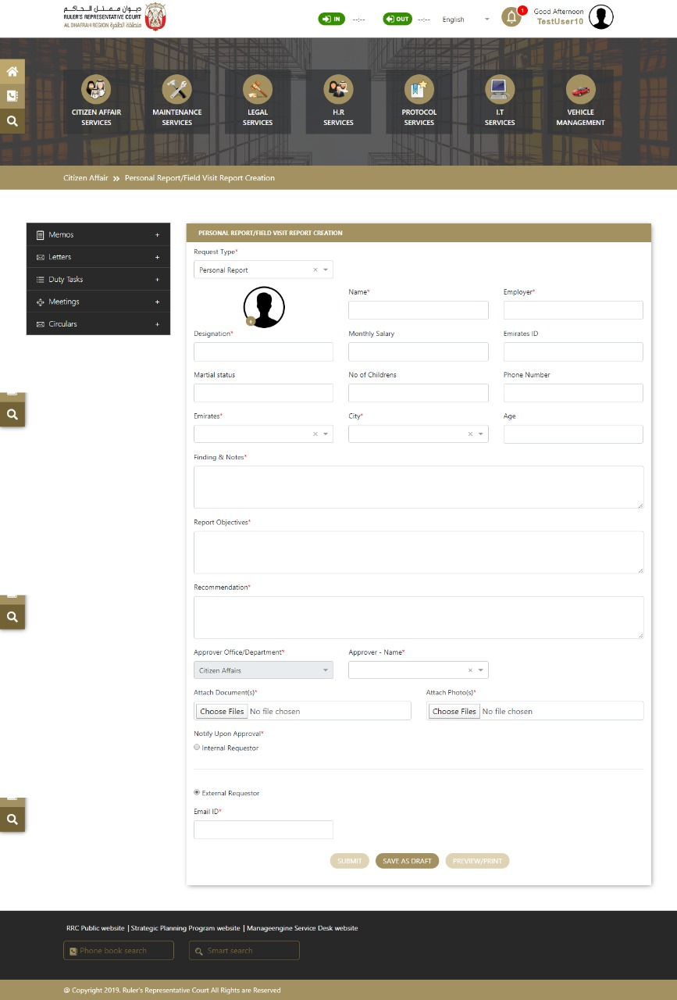 ديوان ممثل الحاكم
RULER'S REPRESENTATIVE COURT
AL DHAFRAH REGION منطقة الظفرة
IN --:-- OUT --:-- English 1 Good Afternoon
TestUser10
CITIZEN AFFAIR SERVICES
MAINTENANCE SERVICES
LEGAL SERVICES
H.R SERVICES
PROTOCOL SERVICES
I.T SERVICES
VEHICLE MANAGEMENT
Citizen Affair » Personal Report/Field Visit Report Creation
Memos +
Letters +
Duty Tasks +
Meetings +
Circulars +
PERSONAL REPORT/FIELD VISIT REPORT CREATION
Request Type*
Personal Report ×
Name* Employer*
Designation* Monthly Salary Emirates ID
Martial status No of Childrens Phone Number
Emirates* City* Age
× ×
Finding & Notes*
Report Objectives*
Recommendation*
Approver Office/Department* Approver - Name*
Citizen Affairs ×
Attach Document(s)* Attach Photo(s)*
Choose Files No file chosen Choose Files No file chosen
Notify Upon Approval*
Internal Requestor
External Requestor
Email ID*
SUBMIT SAVE AS DRAFT PREVIEW/PRINT
RRC Public website | Strategic Planning Program website | Manageengine Service Desk website
Phone book search Smart search
@ Copyright 2019. Ruler's Representative Court All Rights are Reserved